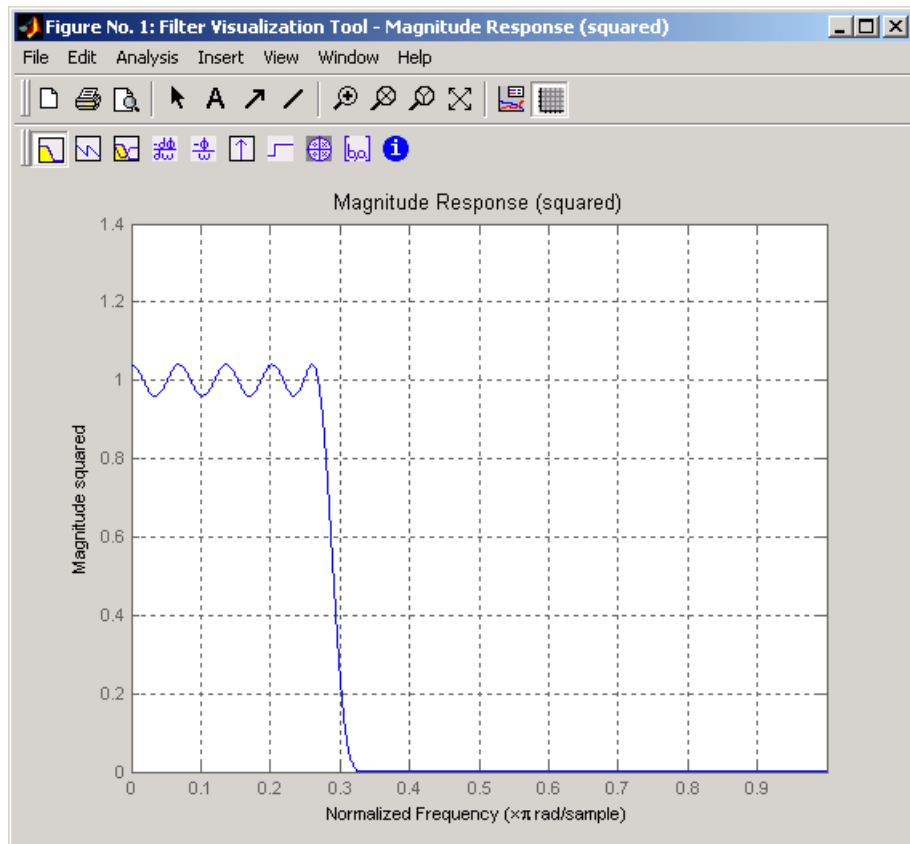 Figure No. 1: Filter Visualization Tool - Magnitude Response (squared)
File Edit Analysis Insert View Window Help
A
-dϕ
dω
-ϕ
ω
[b,a]
i
Magnitude Response (squared)
Magnitude squared
1.4
1.2
1
0.8
0.6
0.4
0.2
0
0 0.1 0.2 0.3 0.4 0.5 0.6 0.7 0.8 0.9
Normalized Frequency (×π rad/sample)